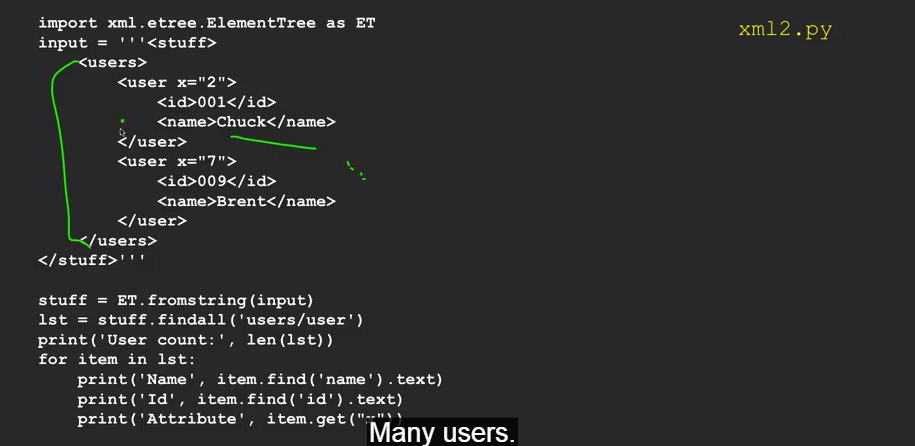 import xml.etree.ElementTree as ET
xml2.py
input = '''<stuff>
    <users>
        <user x="2">
            <id>001</id>
            <name>Chuck</name>
        </user>
        <user x="7">
            <id>009</id>
            <name>Brent</name>
        </user>
    </users>
</stuff>'''

stuff = ET.fromstring(input)
lst = stuff.findall('users/user')
print('User count:', len(lst))
for item in lst:
    print('Name', item.find('name').text)
    print('Id', item.find('id').text)
    print('Attribute', item.get("x"))
Many users.